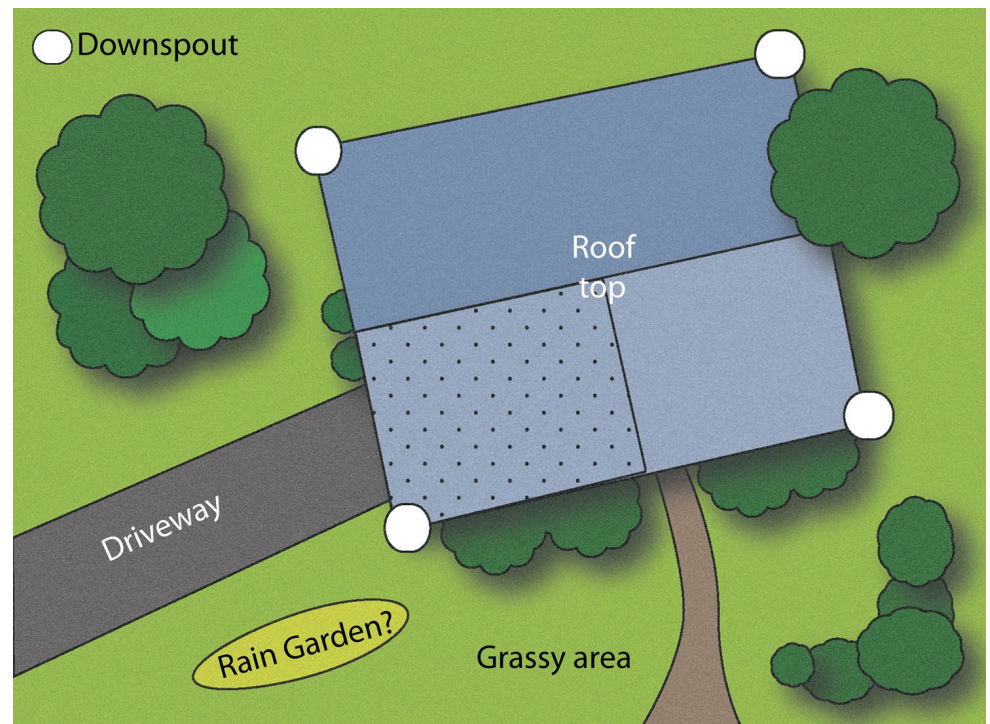 Downspout
Roof
top
Driveway
Rain Garden?
Grassy area